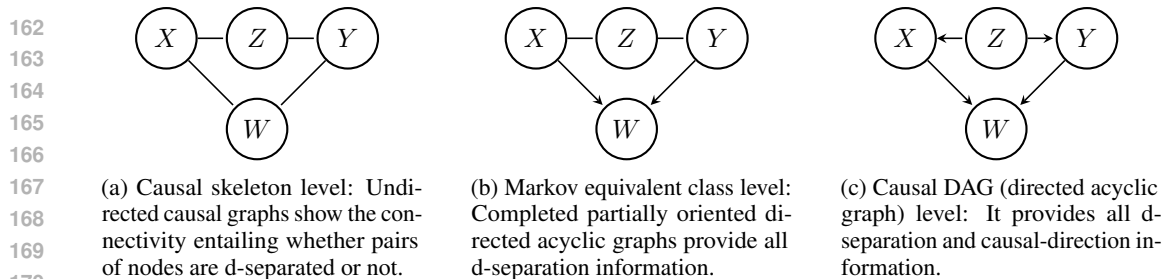 162
163
164
165
166
167
168
169
X Z Y
W
X Z Y
W
X Z Y
W
(a) Causal skeleton level: Undi-
rected causal graphs show the con-
nectivity entailing whether pairs
of nodes are d-separated or not.
(b) Markov equivalent class level:
Completed partially oriented di-
rected acyclic graphs provide all
d-separation information.
(c) Causal DAG (directed acyclic
graph) level: It provides all d-
separation and causal-direction in-
formation.